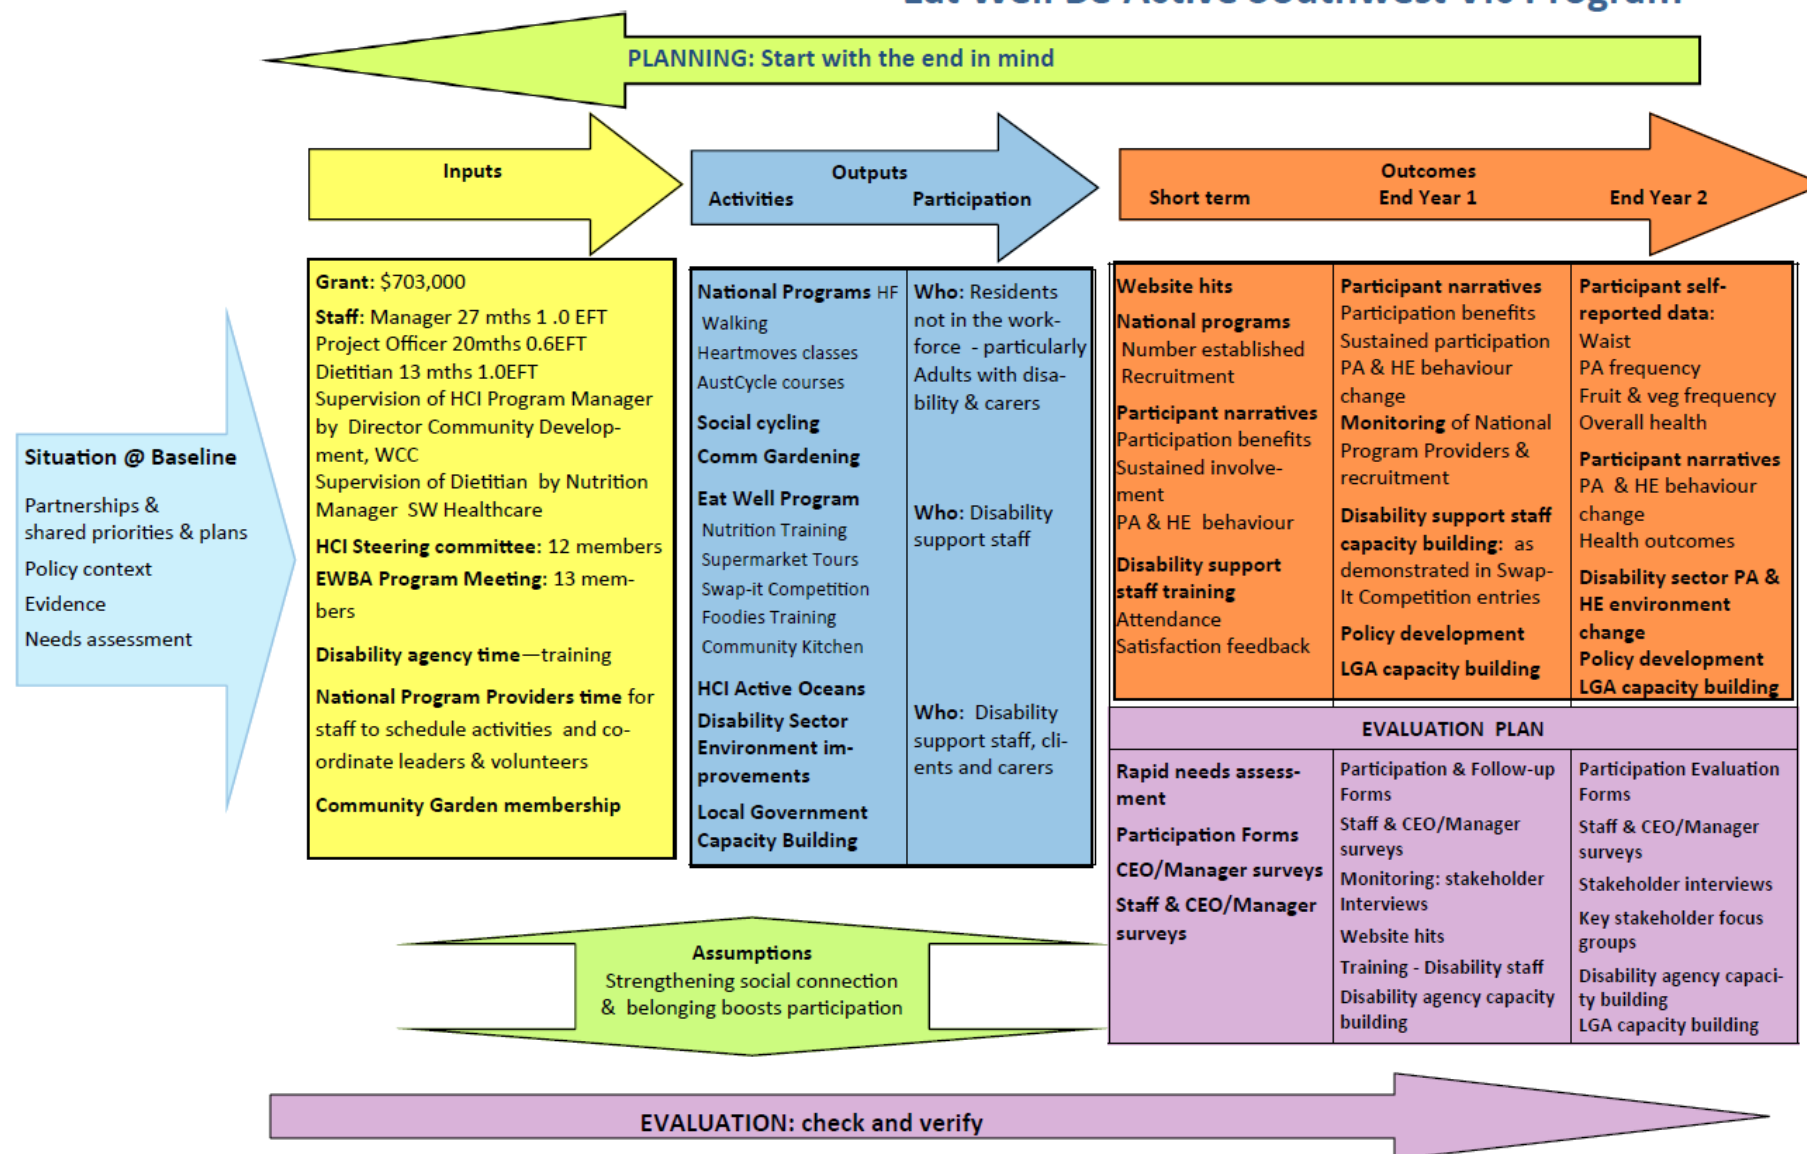 Eat Well Be Active Southwest Vic Program
PLANNING: Start with the end in mind
Inputs
Outputs
Activities Participation
Outcomes
Short term End Year 1 End Year 2
Situation @ Baseline
Partnerships &
shared priorities & plans
Policy context
Evidence
Needs assessment
Grant: $703,000
Staff: Manager 27 mths 1 .0 EFT
Project Officer 20mths 0.6EFT
Dietitian 13 mths 1.0EFT
Supervision of HCI Program Manager
by Director Community Develop-
ment, WCC
Supervision of Dietitian by Nutrition
Manager SW Healthcare
HCI Steering committee: 12 members
EWBA Program Meeting: 13 mem-
bers
Disability agency time—training
National Program Providers time for
staff to schedule activities and co-
ordinate leaders & volunteers
Community Garden membership
National Programs HF
Walking
Heartmoves classes
AustCycle courses
Social cycling
Comm Gardening
Eat Well Program
Nutrition Training
Supermarket Tours
Swap-it Competition
Foodies Training
Community Kitchen
HCI Active Oceans
Disability Sector
Environment im-
provements
Local Government
Capacity Building
Who: Residents
not in the work-
force - particularly
Adults with disa-
bility & carers
Who: Disability
support staff
Who: Disability
support staff, cli-
ents and carers
Website hits
National programs
Number established
Recruitment
Participant narratives
Participation benefits
Sustained involve-
ment
PA & HE behaviour
Disability support
staff training
Attendance
Satisfaction feedback
Participant narratives
Participation benefits
Sustained participation
PA & HE behaviour
change
Monitoring of National
Program Providers &
recruitment
Disability support staff
capacity building: as
demonstrated in Swap-
It Competition entries
Policy development
LGA capacity building
Participant self-
reported data:
Waist
PA frequency
Fruit & veg frequency
Overall health
Participant narratives
PA & HE behaviour
change
Health outcomes
Disability sector PA &
HE environment
change
Policy development
LGA capacity building
EVALUATION PLAN
Rapid needs assess-
ment
Participation Forms
CEO/Manager surveys
Staff & CEO/Manager
surveys
Participation & Follow-up
Forms
Staff & CEO/Manager
surveys
Monitoring: stakeholder
Interviews
Website hits
Training - Disability staff
Disability agency capacity
building
Participation Evaluation
Forms
Staff & CEO/Manager
surveys
Stakeholder interviews
Key stakeholder focus
groups
Disability agency capaci-
ty building
LGA capacity building
Assumptions
Strengthening social connection
& belonging boosts participation
EVALUATION: check and verify